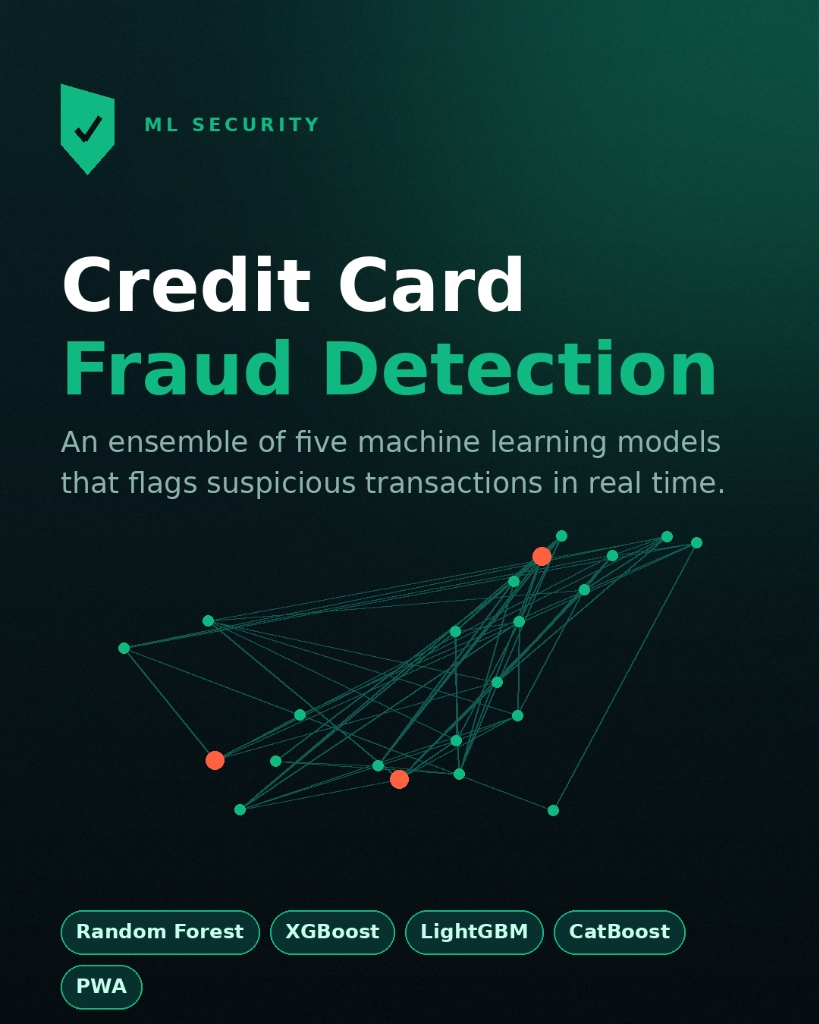 ML SECURITY
Credit Card
Fraud Detection
An ensemble of five machine learning models
that flags suspicious transactions in real time.
Random Forest XGBoost LightGBM CatBoost
PWA